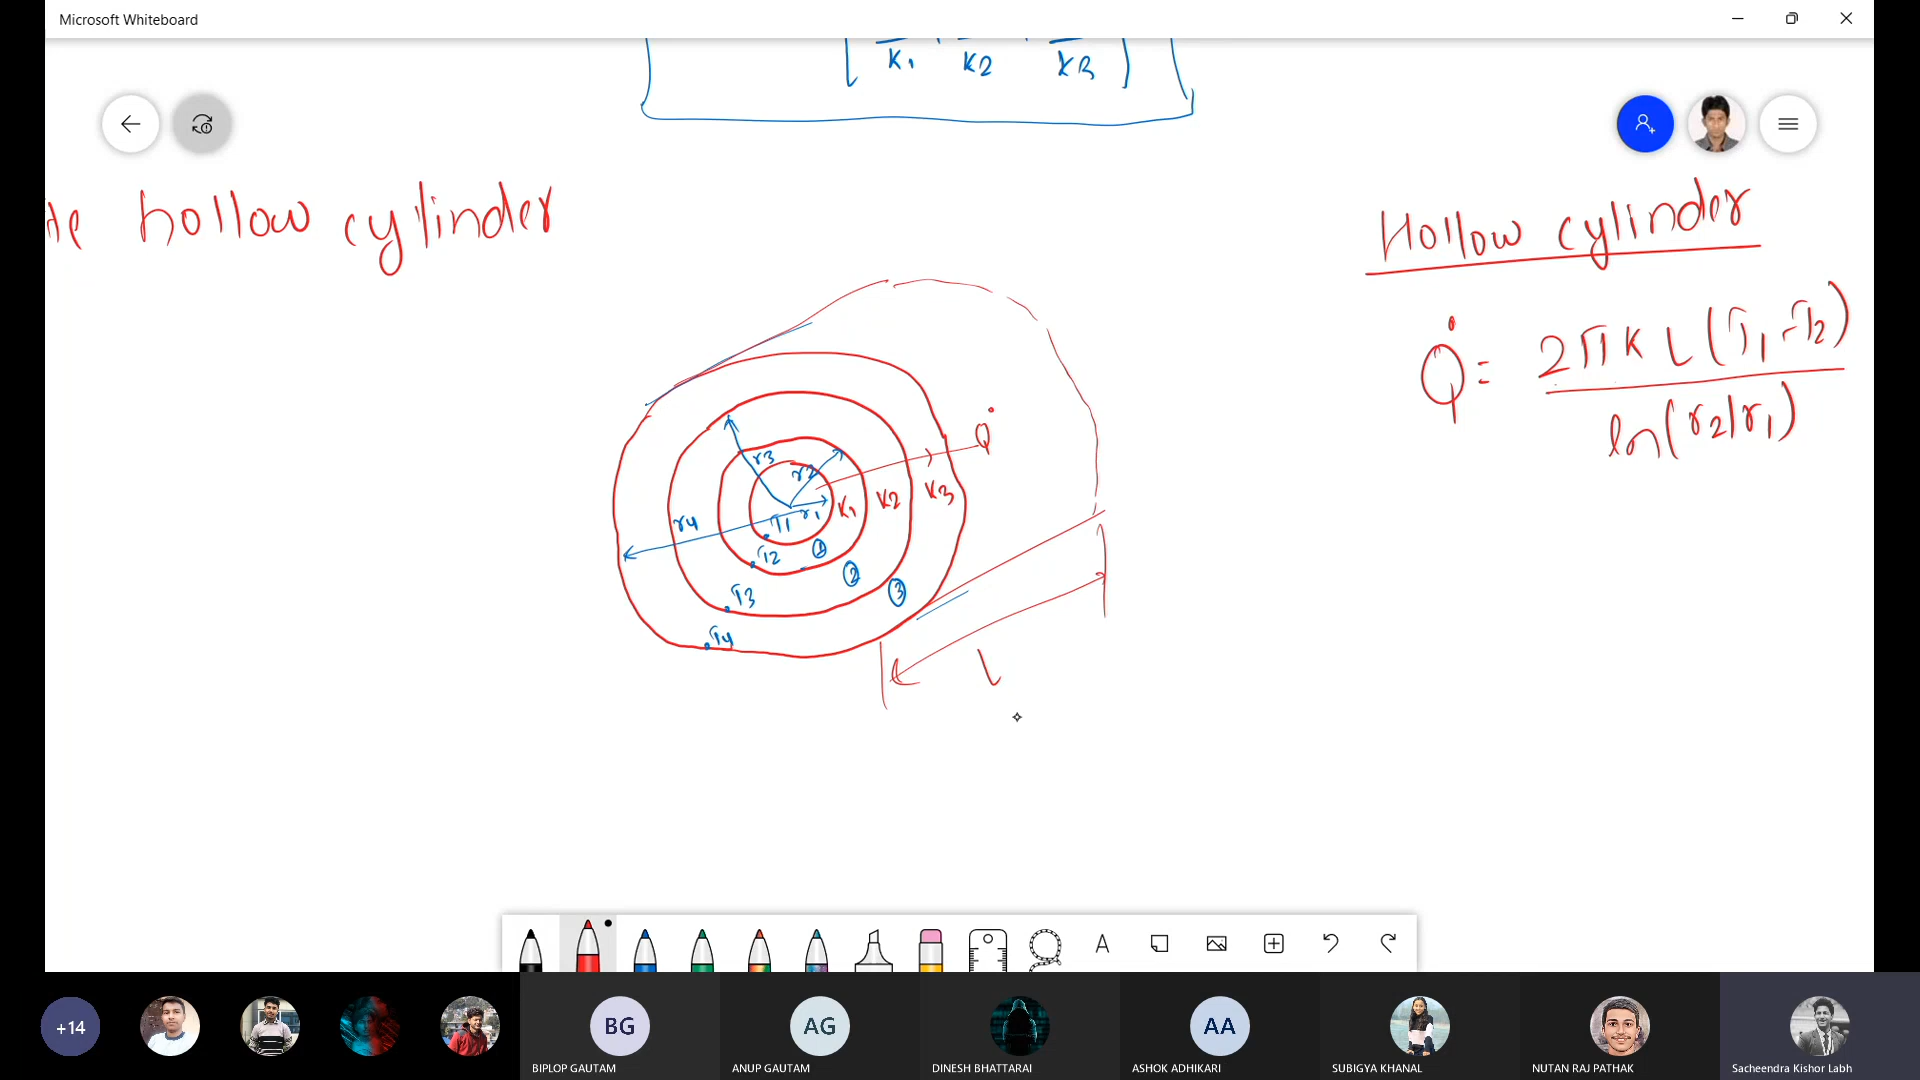 Microsoft Whiteboard
K1 K2 K3
hollow cylinder
Hollow cylinder
Q̇ = 2πKL(T1-T2)
ln(r2/r1)
Q̇
r3
r2
r1
r4
K1
K2
K3
T1
T2
T3
T4
1
2
3
L
A
+14
BG
AG
AA
BIPLOP GAUTAM
ANUP GAUTAM
DINESH BHATTARAI
ASHOK ADHIKARI
SUBIGYA KHANAL
NUTAN RAJ PATHAK
Sacheendra Kishor Labh